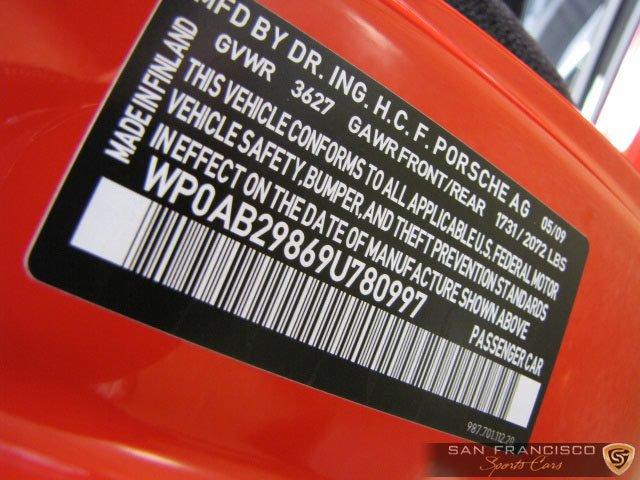 MFD BY DR. ING. H.C. F. PORSCHE AG 05/09
GVWR 3627 GAWR FRONT/REAR 1731/2072 LBS
MADE IN FINLAND
THIS VEHICLE CONFORMS TO ALL APPLICABLE U.S. FEDERAL MOTOR
VEHICLE SAFETY, BUMPER, AND THEFT PREVENTION STANDARDS
IN EFFECT ON THE DATE OF MANUFACTURE SHOWN ABOVE
WP0AB29869U780997
PASSENGER CAR
987.701.112.20
SAN FRANCISCO
Sports Cars